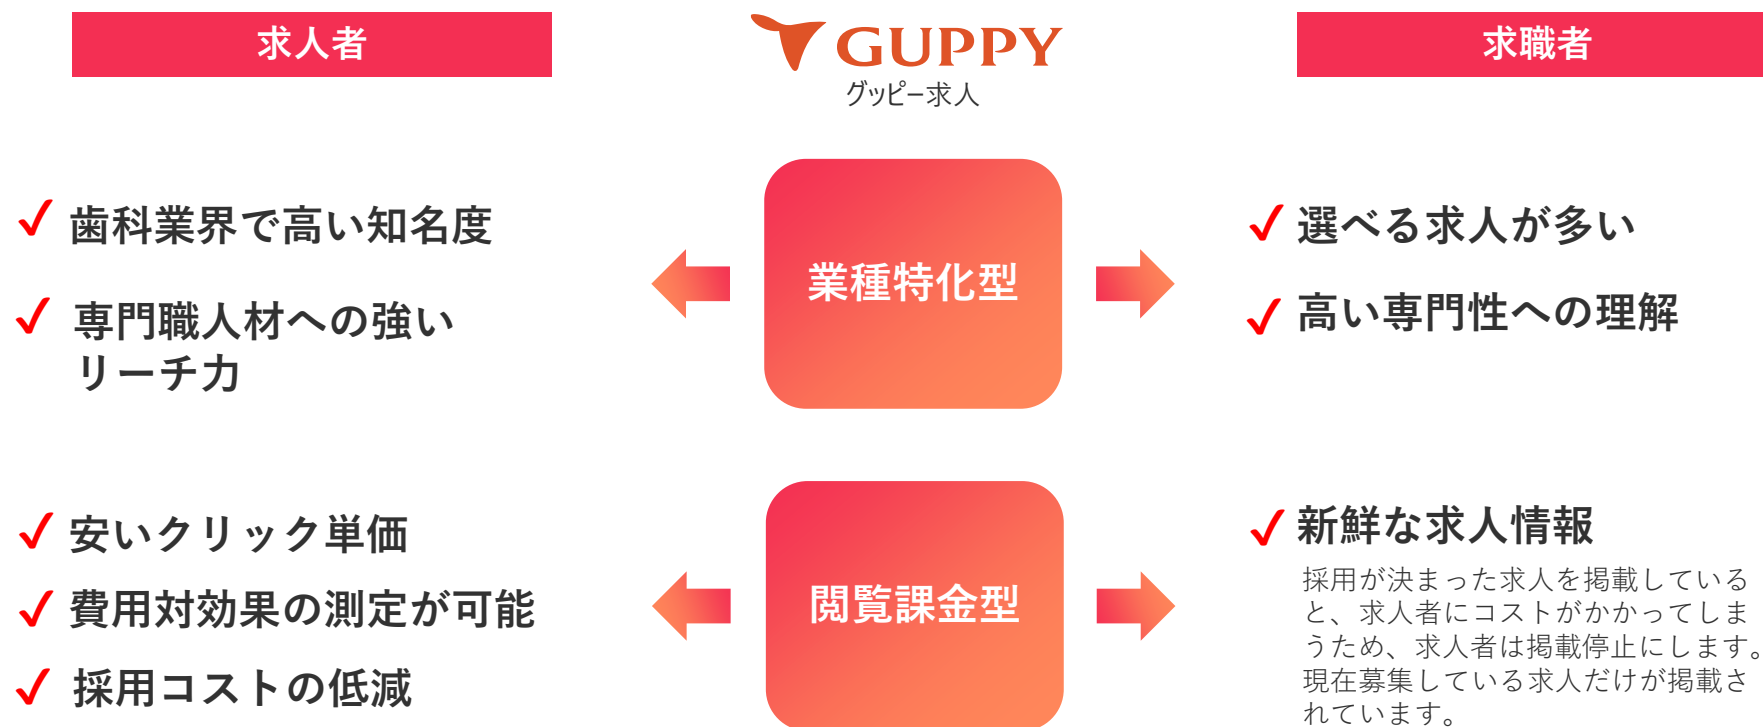 求人者
GUPPY
グッピー求人
求職者
歯科業界で高い知名度
専門職人材への強い
リーチ力
業種特化型
選べる求人が多い
高い専門性への理解
安いクリック単価
費用対効果の測定が可能
採用コストの低減
閲覧課金型
新鮮な求人情報
採用が決まった求人を掲載している
と、求人者にコストがかかってしま
うため、求人者は掲載停止にします。
現在募集している求人だけが掲載さ
れています。